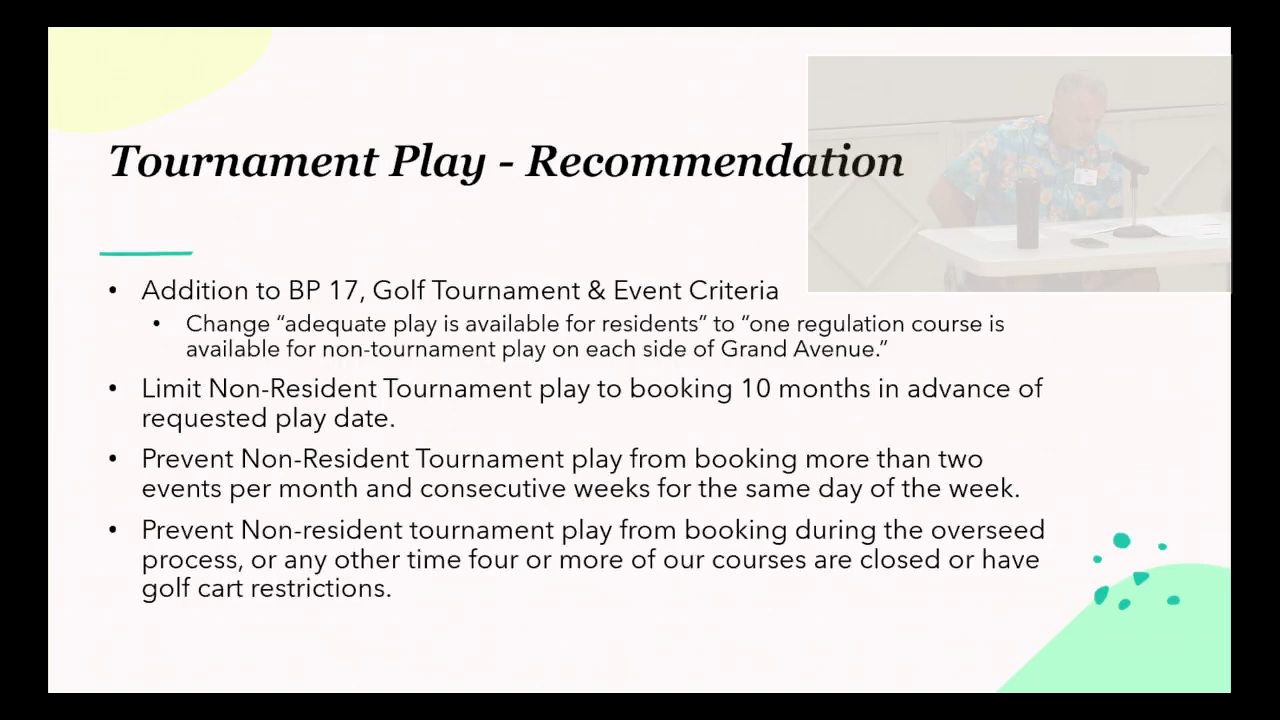 Tournament Play - Recommendation
• Addition to BP 17, Golf Tournament & Event Criteria
• Change “adequate play is available for residents” to “one regulation course is
available for non-tournament play on each side of Grand Avenue.”
• Limit Non-Resident Tournament play to booking 10 months in advance of
requested play date.
• Prevent Non-Resident Tournament play from booking more than two
events per month and consecutive weeks for the same day of the week.
• Prevent Non-resident tournament play from booking during the overseed
process, or any other time four or more of our courses are closed or have
golf cart restrictions.